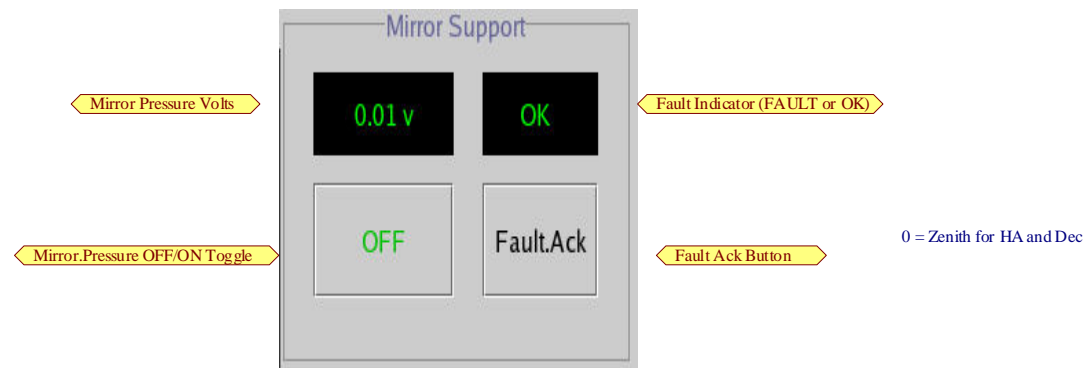 Mirror Support
Mirror Pressure Volts
0.01 v
OK
Fault Indicator (FAULT or OK)
Mirror.Pressure OFF/ON Toggle
OFF
Fault.Ack
Fault Ack Button
0 = Zenith for HA and Dec